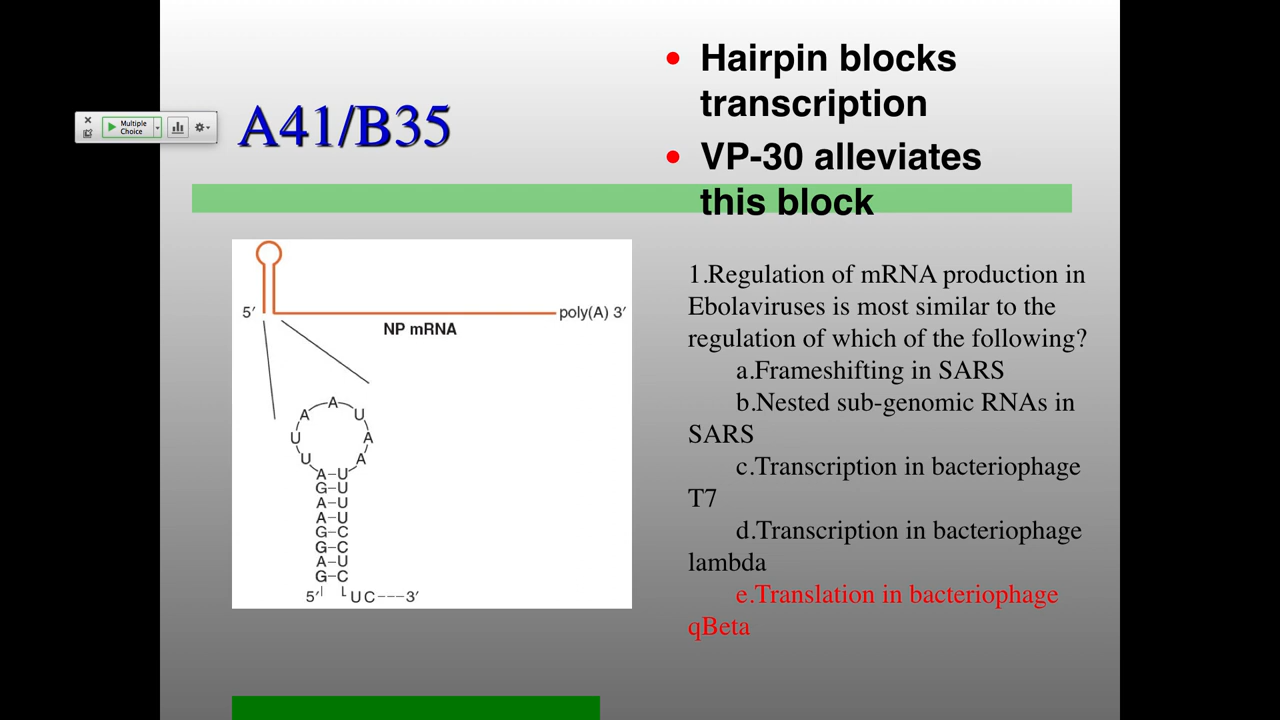 Hairpin blocks
transcription
VP-30 alleviates
this block
Multiple
Choice
A41/B35
5′
poly(A) 3′
NP mRNA
A
A U
U A
U A
A–U
G–U
A–U
A–U
G–C
G–C
A–U
G–C
5′ UC---3′
1.Regulation of mRNA production in
Ebolaviruses is most similar to the
regulation of which of the following?
a.Frameshifting in SARS
b.Nested sub-genomic RNAs in
SARS
c.Transcription in bacteriophage
T7
d.Transcription in bacteriophage
lambda
e.Translation in bacteriophage
qBeta